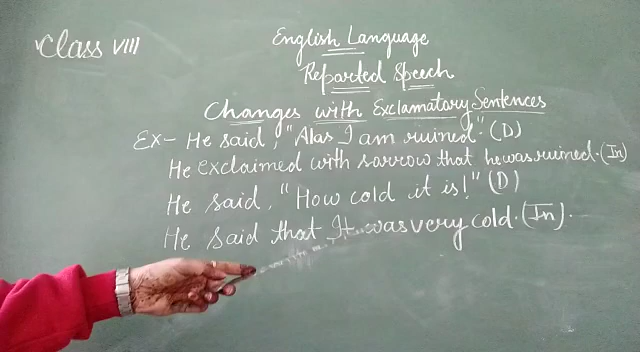 Class VIII
English Language
Reported Speech
Changes with Exclamatory Sentences
Ex- He said, "Alas I am ruined." (D)
He exclaimed with sorrow that he was ruined. (In)
He said, "How cold it is!" (D)
He said that It was very cold. (In).